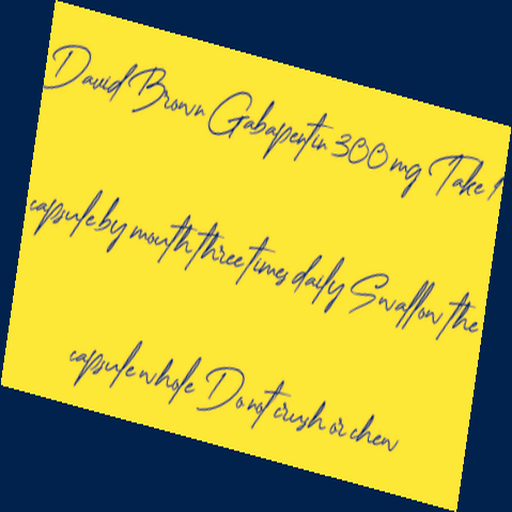 David Brown Gabapentin 300 mg Take 1
capsule by mouth three times daily Swallow the
capsule whole Do not crush or chew